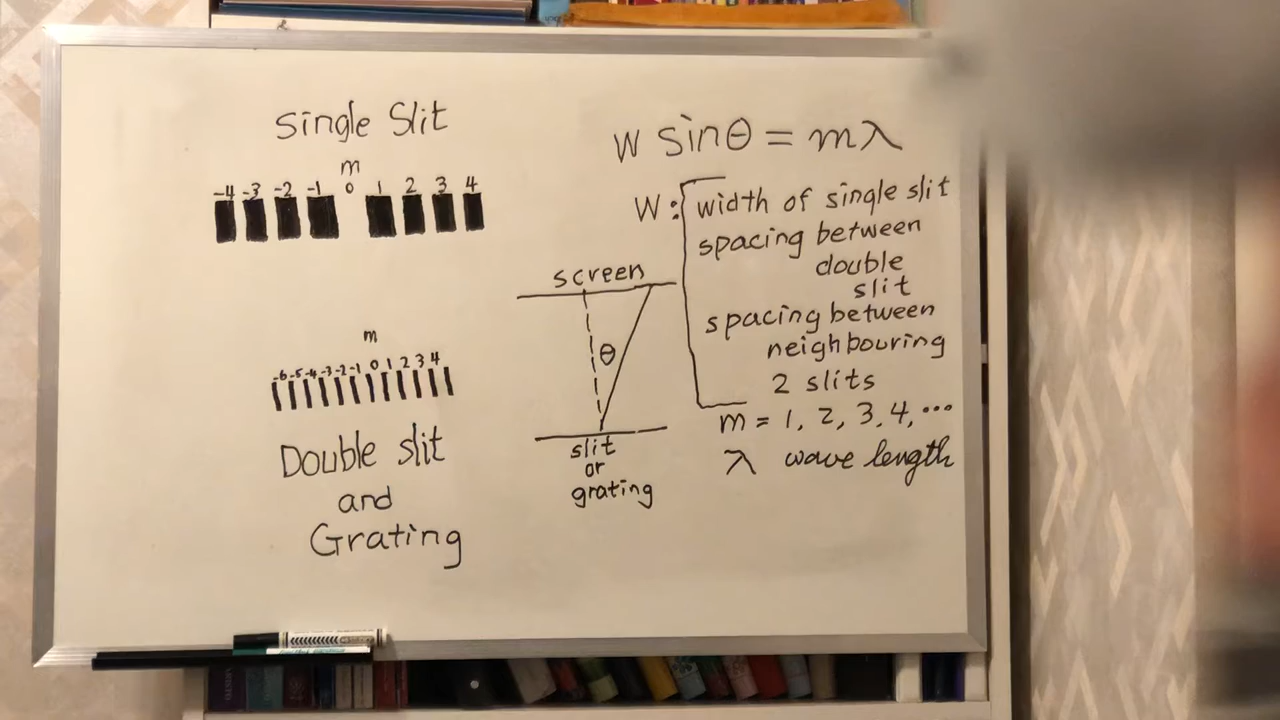 Single Slit
m
-4 -3 -2 -1 0 1 2 3 4
m
-6 -5 -4 -3 -2 -1 0 1 2 3 4
Double slit
and
Grating
screen
θ
slit
or
grating
W sinθ = mλ
W: width of single slit
spacing between
double
slit
spacing between
neighbouring
2 slits
m = 1, 2, 3, 4, ...
λ wave length